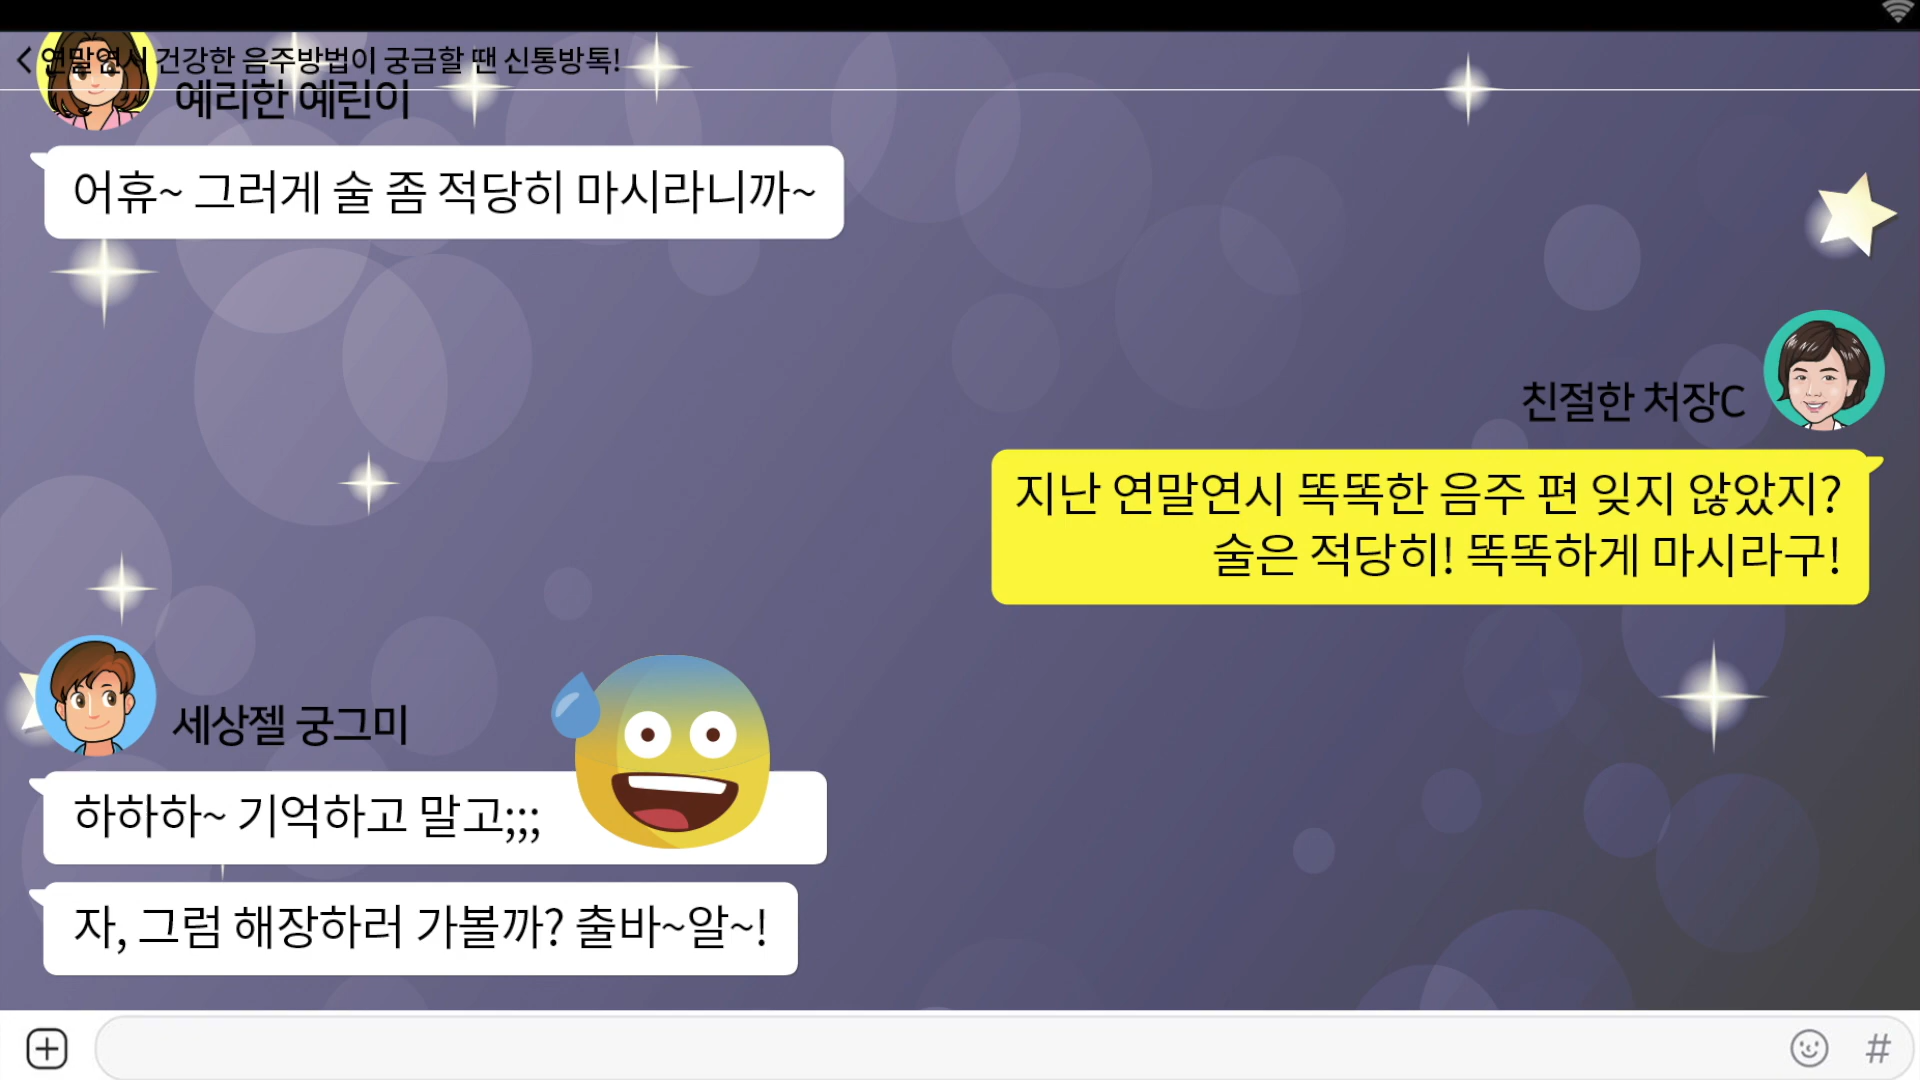 연말연시 건강한 음주방법이 궁금할 땐 신통방톡!
예리한 예린이
어휴~ 그러게 술 좀 적당히 마시라니까~
친절한 처장C
지난 연말연시 똑똑한 음주 편 잊지 않았지?
술은 적당히! 똑똑하게 마시라구!
세상젤 궁그미
하하하~ 기억하고 말고;;;
자, 그럼 해장하러 가볼까? 출바~알~!
#